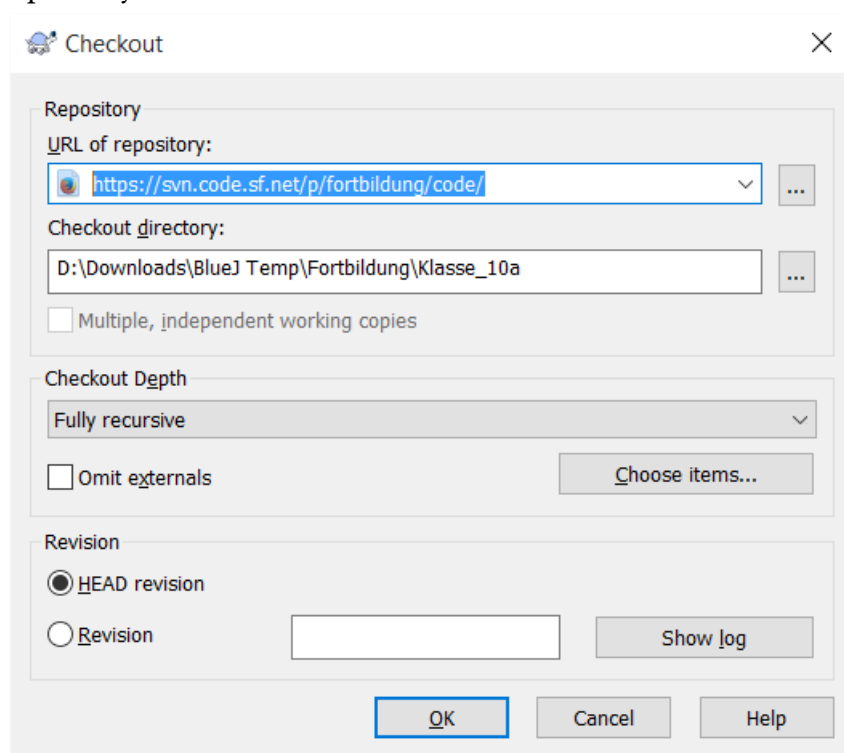 Checkout
Repository
URL of repository:
https://svn.code.sf.net/p/fortbildung/code/
...
Checkout directory:
D:\Downloads\BlueJ Temp\Fortbildung\Klasse_10a
...
Multiple, independent working copies
Checkout Depth
Fully recursive
Omit externals
Choose items...
Revision
HEAD revision
Revision
Show log
OK Cancel Help